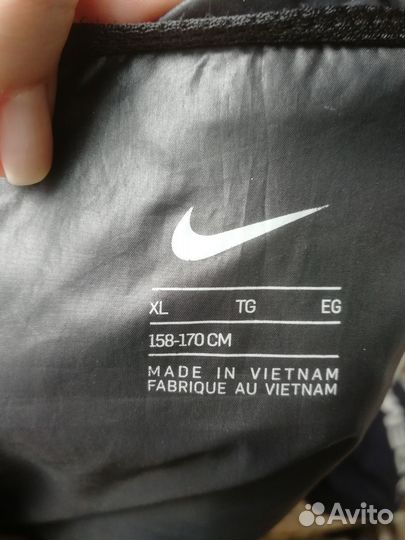 XL TG EG
158-170 CM
MADE IN VIETNAM
FABRIQUE AU VIETNAM
Avito